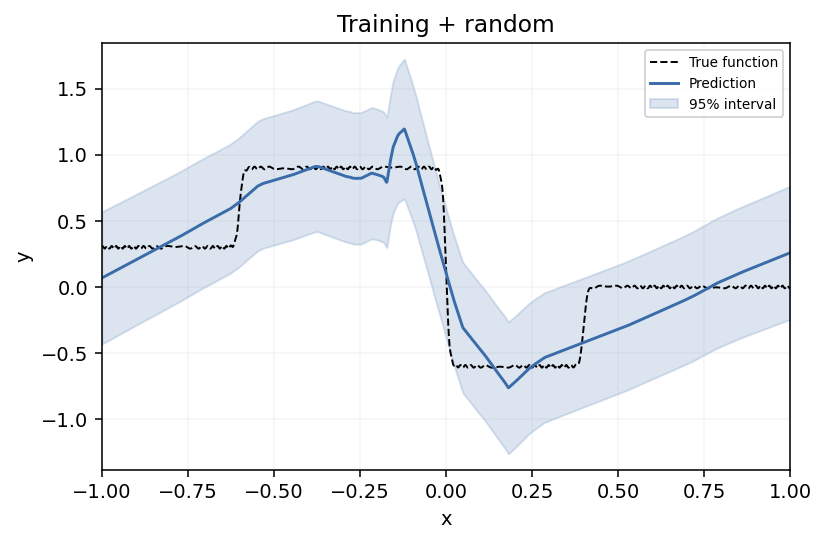 Training + random
True function
Prediction
95% interval
y
1.5
1.0
0.5
0.0
−0.5
−1.0
−1.00 −0.75 −0.50 −0.25 0.00 0.25 0.50 0.75 1.00
x